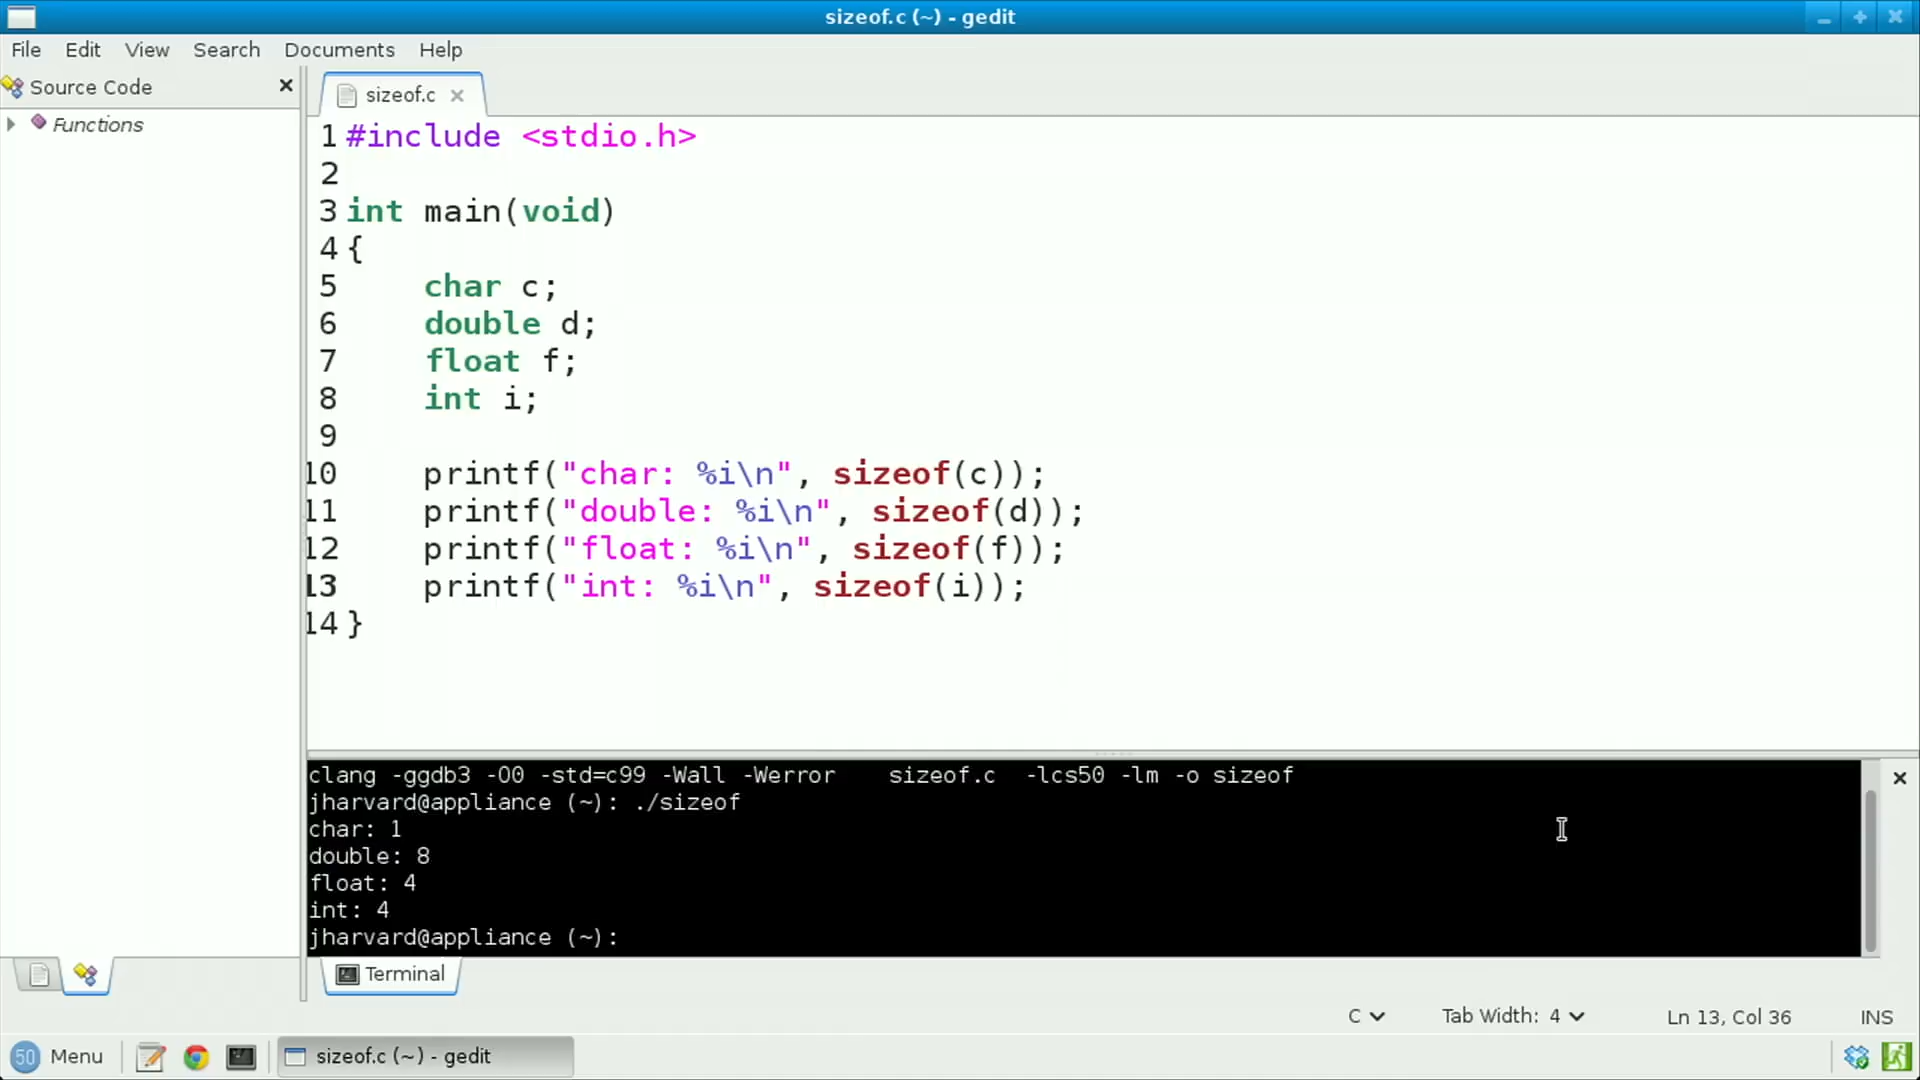 sizeof.c (~) - gedit
File Edit View Search Documents Help
Source Code
sizeof.c
Functions
1 #include <stdio.h>
2
3 int main(void)
4 {
5     char c;
6     double d;
7     float f;
8     int i;
9
10     printf("char: %i\n", sizeof(c));
11     printf("double: %i\n", sizeof(d));
12     printf("float: %i\n", sizeof(f));
13     printf("int: %i\n", sizeof(i));
14 }
clang -ggdb3 -O0 -std=c99 -Wall -Werror    sizeof.c  -lcs50 -lm -o sizeof
jharvard@appliance (~): ./sizeof
char: 1
double: 8
float: 4
int: 4
jharvard@appliance (~):
Terminal
C Tab Width: 4 Ln 13, Col 36 INS
50 Menu sizeof.c (~) - gedit